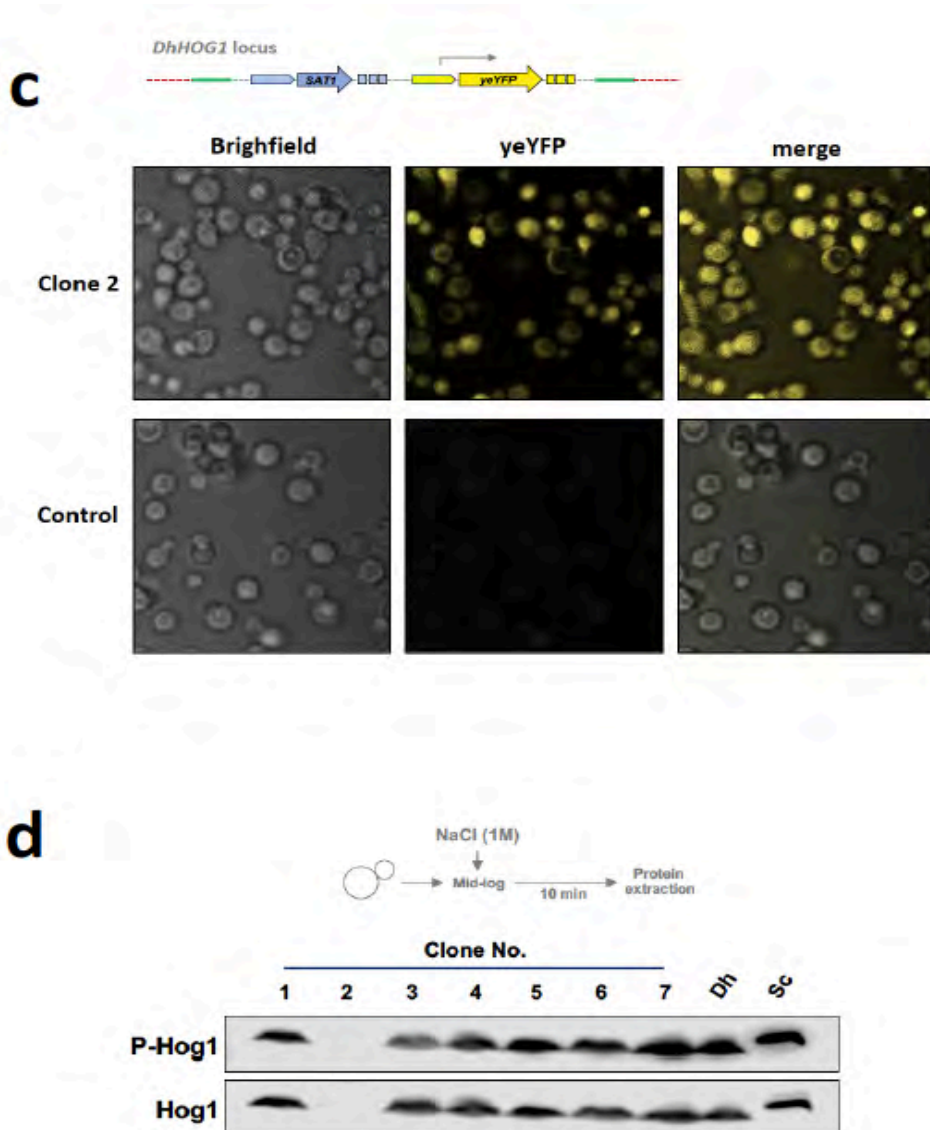 c
DhHOG1 locus
SAT1 yeYFP
Brighfield yeYFP merge
Clone 2
Control
d
NaCl (1M)
Mid-log 10 min Protein extraction
Clone No.
1 2 3 4 5 6 7 Dh Sc
P-Hog1
Hog1